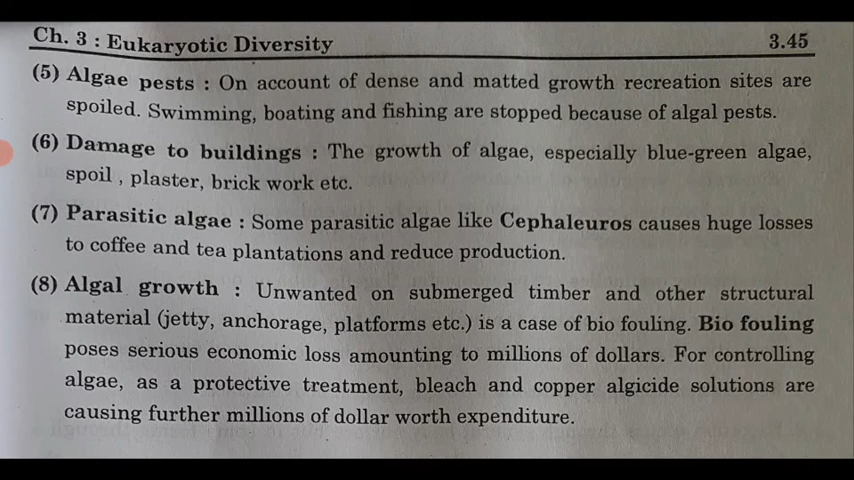 Ch. 3 : Eukaryotic Diversity 3.45
(5) Algae pests : On account of dense and matted growth recreation sites are
spoiled. Swimming, boating and fishing are stopped because of algal pests.
(6) Damage to buildings : The growth of algae, especially blue-green algae,
spoil , plaster, brick work etc.
(7) Parasitic algae : Some parasitic algae like Cephaleuros causes huge losses
to coffee and tea plantations and reduce production.
(8) Algal growth : Unwanted on submerged timber and other structural
material (jetty, anchorage, platforms etc.) is a case of bio fouling. Bio fouling
poses serious economic loss amounting to millions of dollars. For controlling
algae, as a protective treatment, bleach and copper algicide solutions are
causing further millions of dollar worth expenditure.